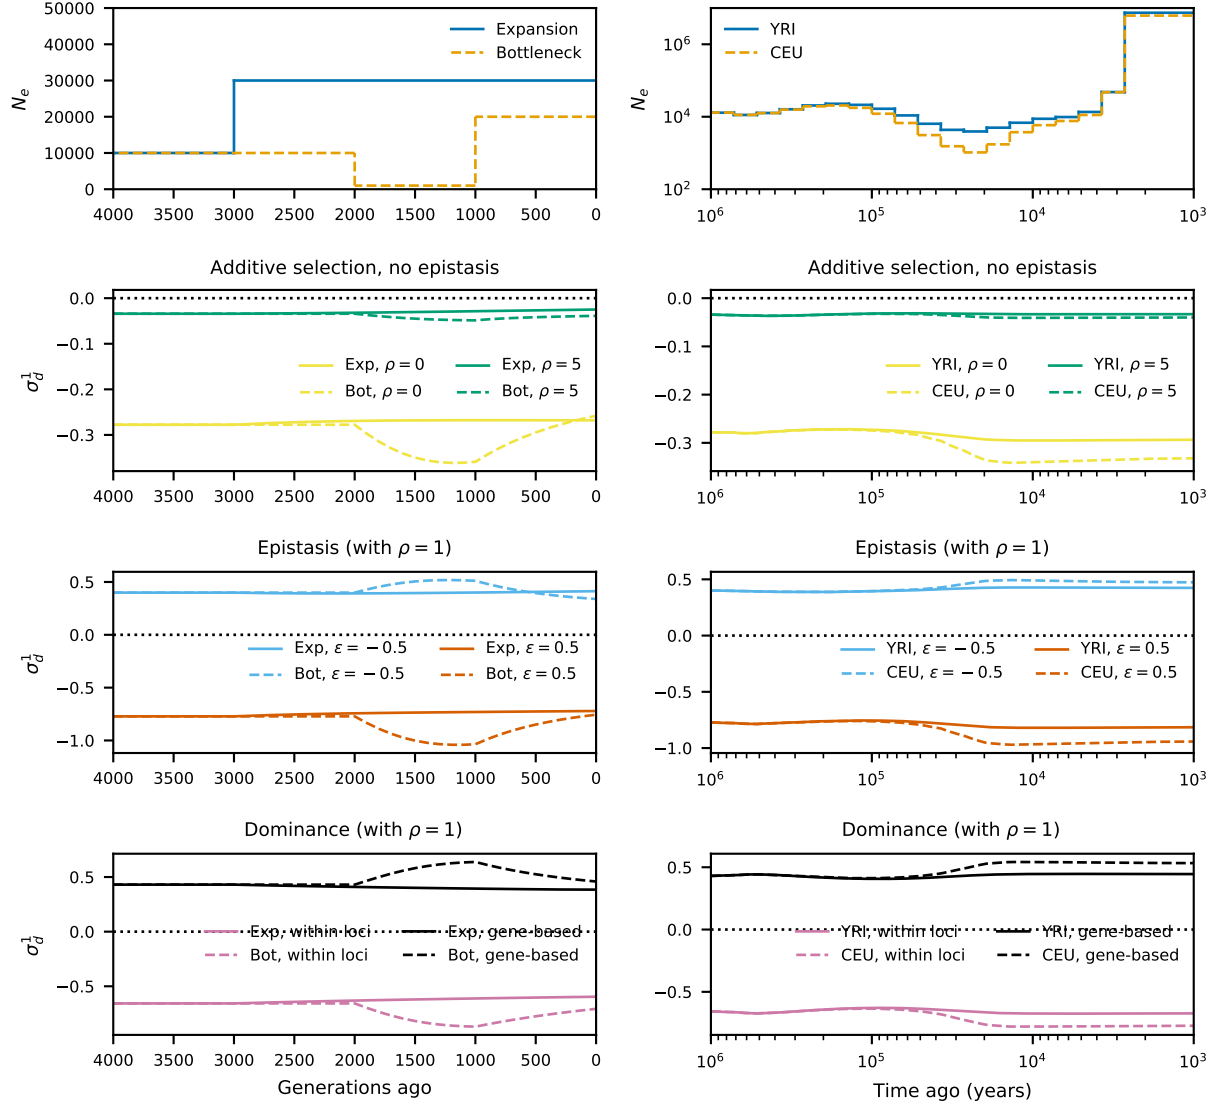 50000
40000
30000
20000
10000
0
N_e
Expansion
Bottleneck
4000 3500 3000 2500 2000 1500 1000 500 0
10^6
10^4
10^2
N_e
YRI
CEU
10^6 10^5 10^4 10^3
Additive selection, no epistasis
0.0
−0.1
−0.2
−0.3
σ_d^1
Exp, ρ = 0 Exp, ρ = 5
Bot, ρ = 0 Bot, ρ = 5
4000 3500 3000 2500 2000 1500 1000 500 0
Additive selection, no epistasis
0.0
−0.1
−0.2
−0.3
YRI, ρ = 0 YRI, ρ = 5
CEU, ρ = 0 CEU, ρ = 5
10^6 10^5 10^4 10^3
Epistasis (with ρ = 1)
0.5
0.0
−0.5
−1.0
σ_d^1
Exp, ε = −0.5 Exp, ε = 0.5
Bot, ε = −0.5 Bot, ε = 0.5
4000 3500 3000 2500 2000 1500 1000 500 0
Epistasis (with ρ = 1)
0.5
0.0
−0.5
−1.0
YRI, ε = −0.5 YRI, ε = 0.5
CEU, ε = −0.5 CEU, ε = 0.5
10^6 10^5 10^4 10^3
Dominance (with ρ = 1)
0.5
0.0
−0.5
σ_d^1
Exp, within loci Exp, gene-based
Bot, within loci Bot, gene-based
4000 3500 3000 2500 2000 1500 1000 500 0
Generations ago
Dominance (with ρ = 1)
0.5
0.0
−0.5
YRI, within loci YRI, gene-based
CEU, within loci CEU, gene-based
10^6 10^5 10^4 10^3
Time ago (years)